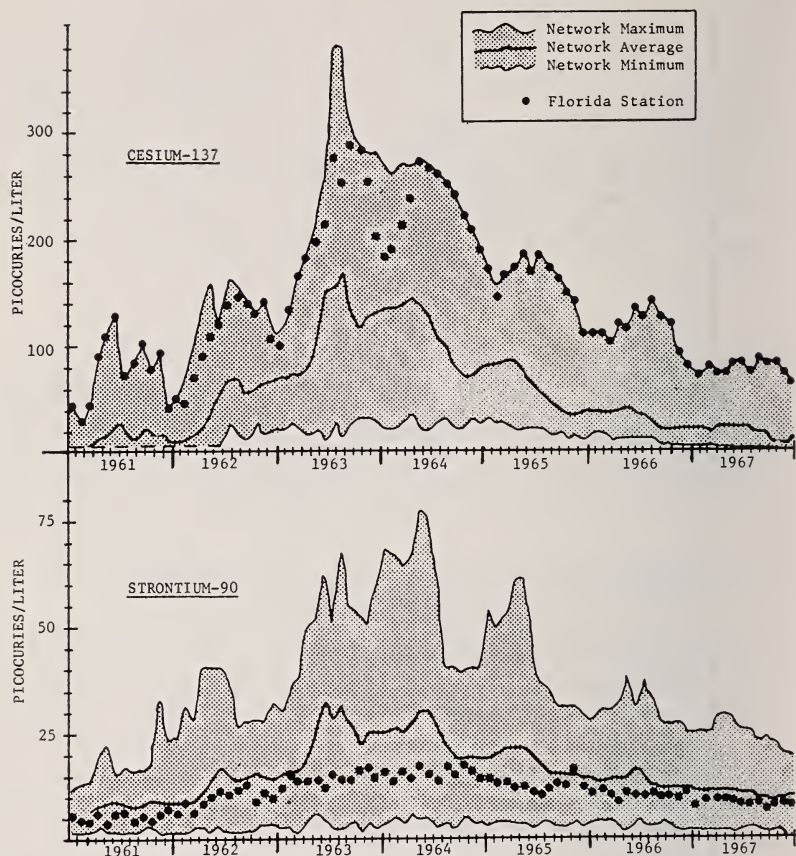 Network Maximum
Network Average
Network Minimum
Florida Station
300
CESIUM-137
200
PICOCURIES/LITER
100
1961 1962 1963 1964 1965 1966 1967
75
STRONTIUM-90
PICOCURIES/LITER
50
25
1961 1962 1963 1964 1965 1966 1967